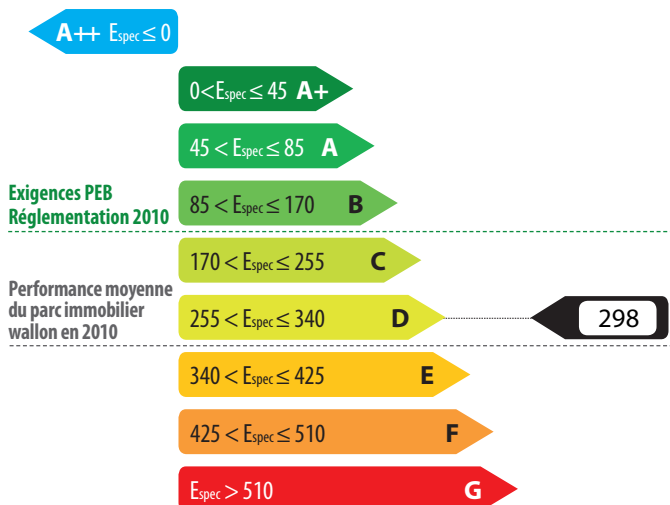 A++ Espec ≤ 0
0<Espec ≤ 45 A+
45 < Espec ≤ 85 A
Exigences PEB
Réglementation 2010
85 < Espec ≤ 170 B
170 < Espec ≤ 255 C
Performance moyenne
du parc immobilier
wallon en 2010
255 < Espec ≤ 340 D
298
340 < Espec ≤ 425 E
425 < Espec ≤ 510 F
Espec > 510 G